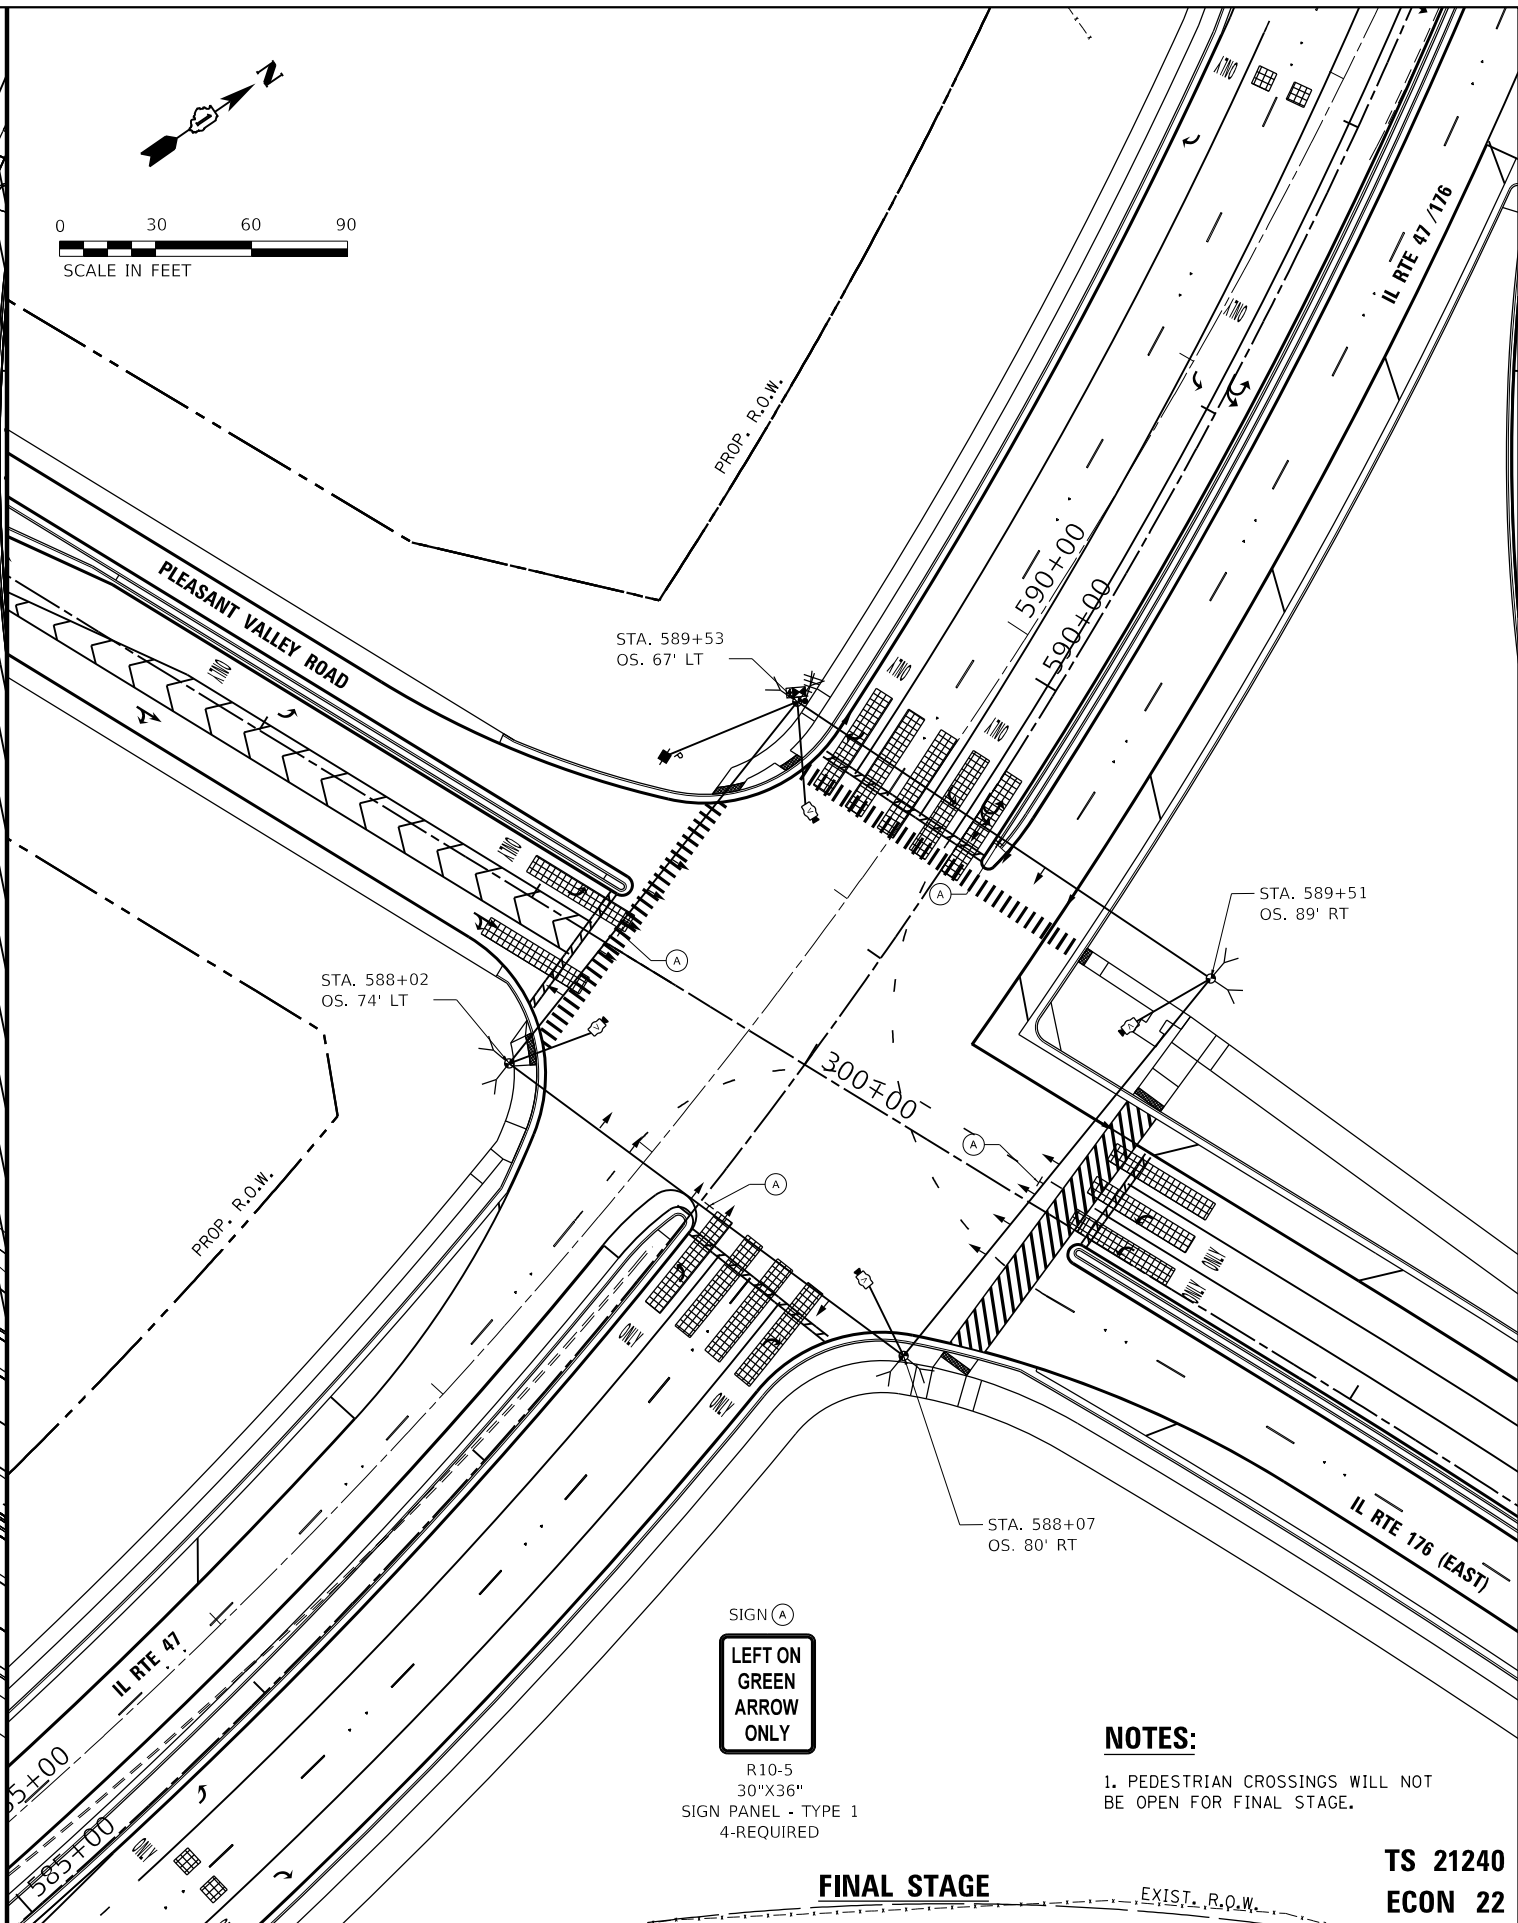 N
0 30 60 90
SCALE IN FEET
ONLY
IL RTE 47 /176
ONLY
PROP. R.O.W.
PLEASANT VALLEY ROAD
ONLY
590+00
590+00
STA. 589+53
OS. 67' LT
ONLY
ONLY
P
V
ONLY
A
STA. 589+51
OS. 89' RT
A
STA. 588+02
OS. 74' LT
V
V
300+00
A
A
PROP. R.O.W.
V
ONLY
ONLY
ONLY
ONLY
STA. 588+07
OS. 80' RT
IL RTE 176 (EAST)
IL RTE 47
SIGN A
LEFT ON
GREEN
ARROW
ONLY
R10-5
30"X36"
SIGN PANEL - TYPE 1
4-REQUIRED
NOTES:
1. PEDESTRIAN CROSSINGS WILL NOT
BE OPEN FOR FINAL STAGE.
5+00
585+00
ONLY
TS 21240
ECON 22
FINAL STAGE
EXIST. R.O.W.